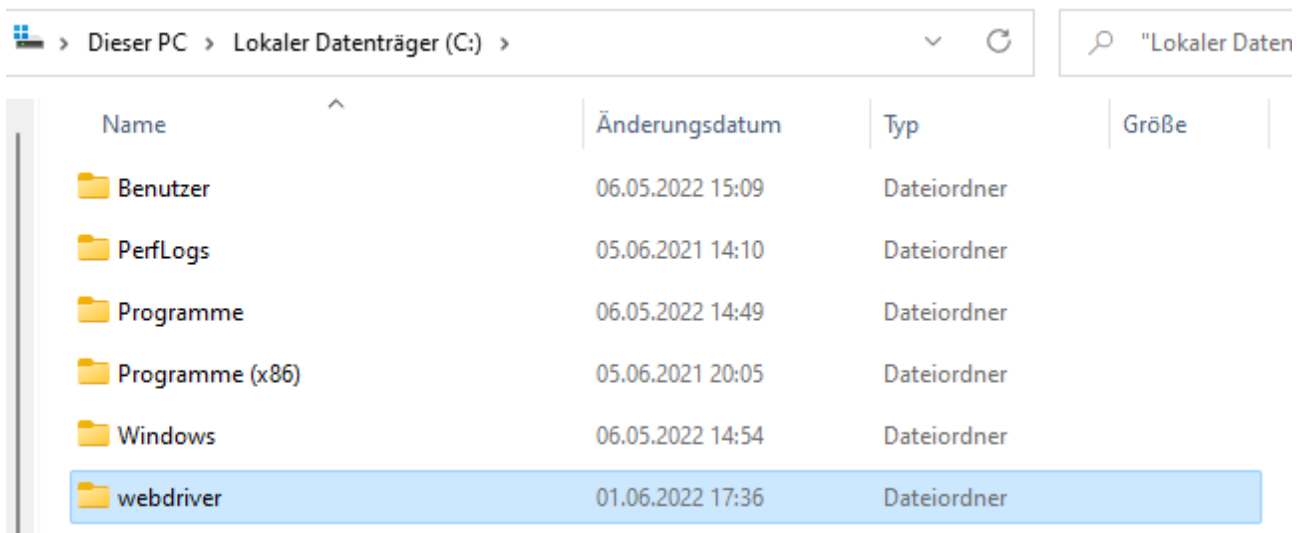 Dieser PC > Lokaler Datenträger (C:) > "Lokaler Daten
Name Änderungsdatum Typ Größe
Benutzer 06.05.2022 15:09 Dateiordner
PerfLogs 05.06.2021 14:10 Dateiordner
Programme 06.05.2022 14:49 Dateiordner
Programme (x86) 05.06.2021 20:05 Dateiordner
Windows 06.05.2022 14:54 Dateiordner
webdriver 01.06.2022 17:36 Dateiordner